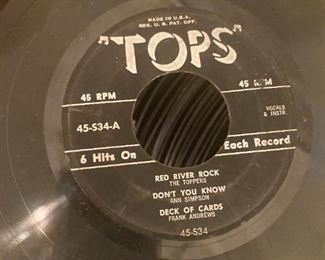 MADE IN U.S.A.
REG. U. S. PAT. OFF.
"TOPS"
45 RPM 45 RPM
45-S34-A
VOCALS
& INSTR.
6 Hits On Each Record
RED RIVER ROCK
THE TOPPERS
DON'T YOU KNOW
ANN SIMPSON
DECK OF CARDS
FRANK ANDREWS
45-S34